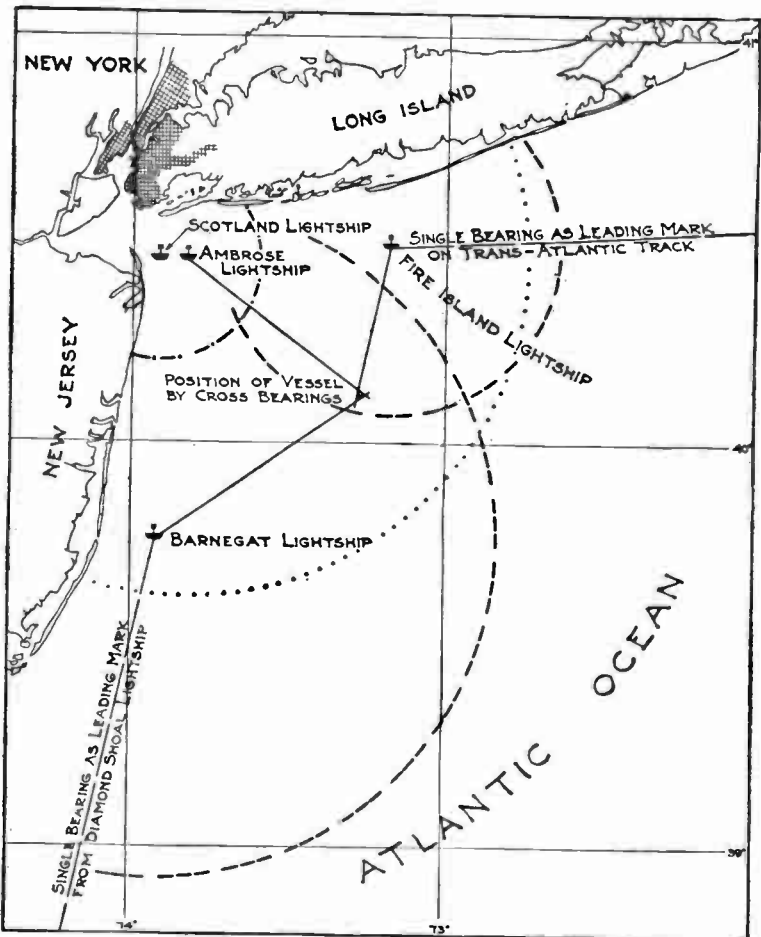 NEW YORK
41°
LONG ISLAND
SCOTLAND LIGHTSHIP
AMBROSE
LIGHTSHIP
SINGLE BEARING AS LEADING MARK
ON TRANS-ATLANTIC TRACK
FIRE ISLAND LIGHTSHIP
NEW JERSEY
POSITION OF VESSEL
BY CROSS BEARINGS
40°
BARNEGAT LIGHTSHIP
SINGLE BEARING AS LEADING MARK
FROM DIAMOND SHOAL LIGHTSHIP
ATLANTIC
OCEAN
39°
74°
73°